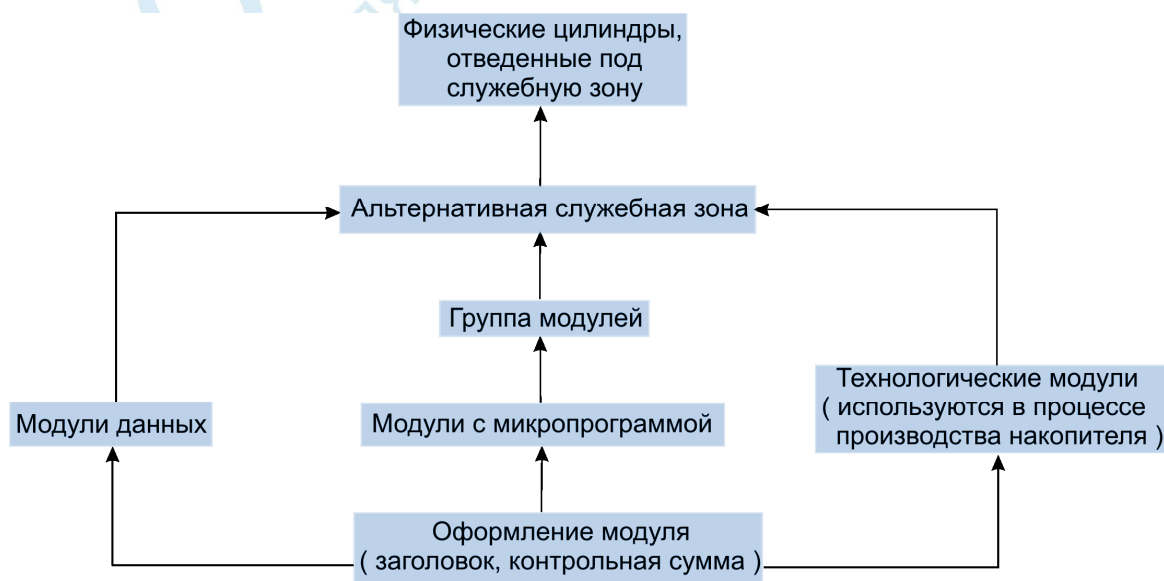 Физические цилиндры,
отведенные под
служебную зону
Альтернативная служебная зона
Группа модулей
Модули данных
Модули с микропрограммой
Технологические модули
( используются в процессе
производства накопителя )
Оформление модуля
( заголовок, контрольная сумма )